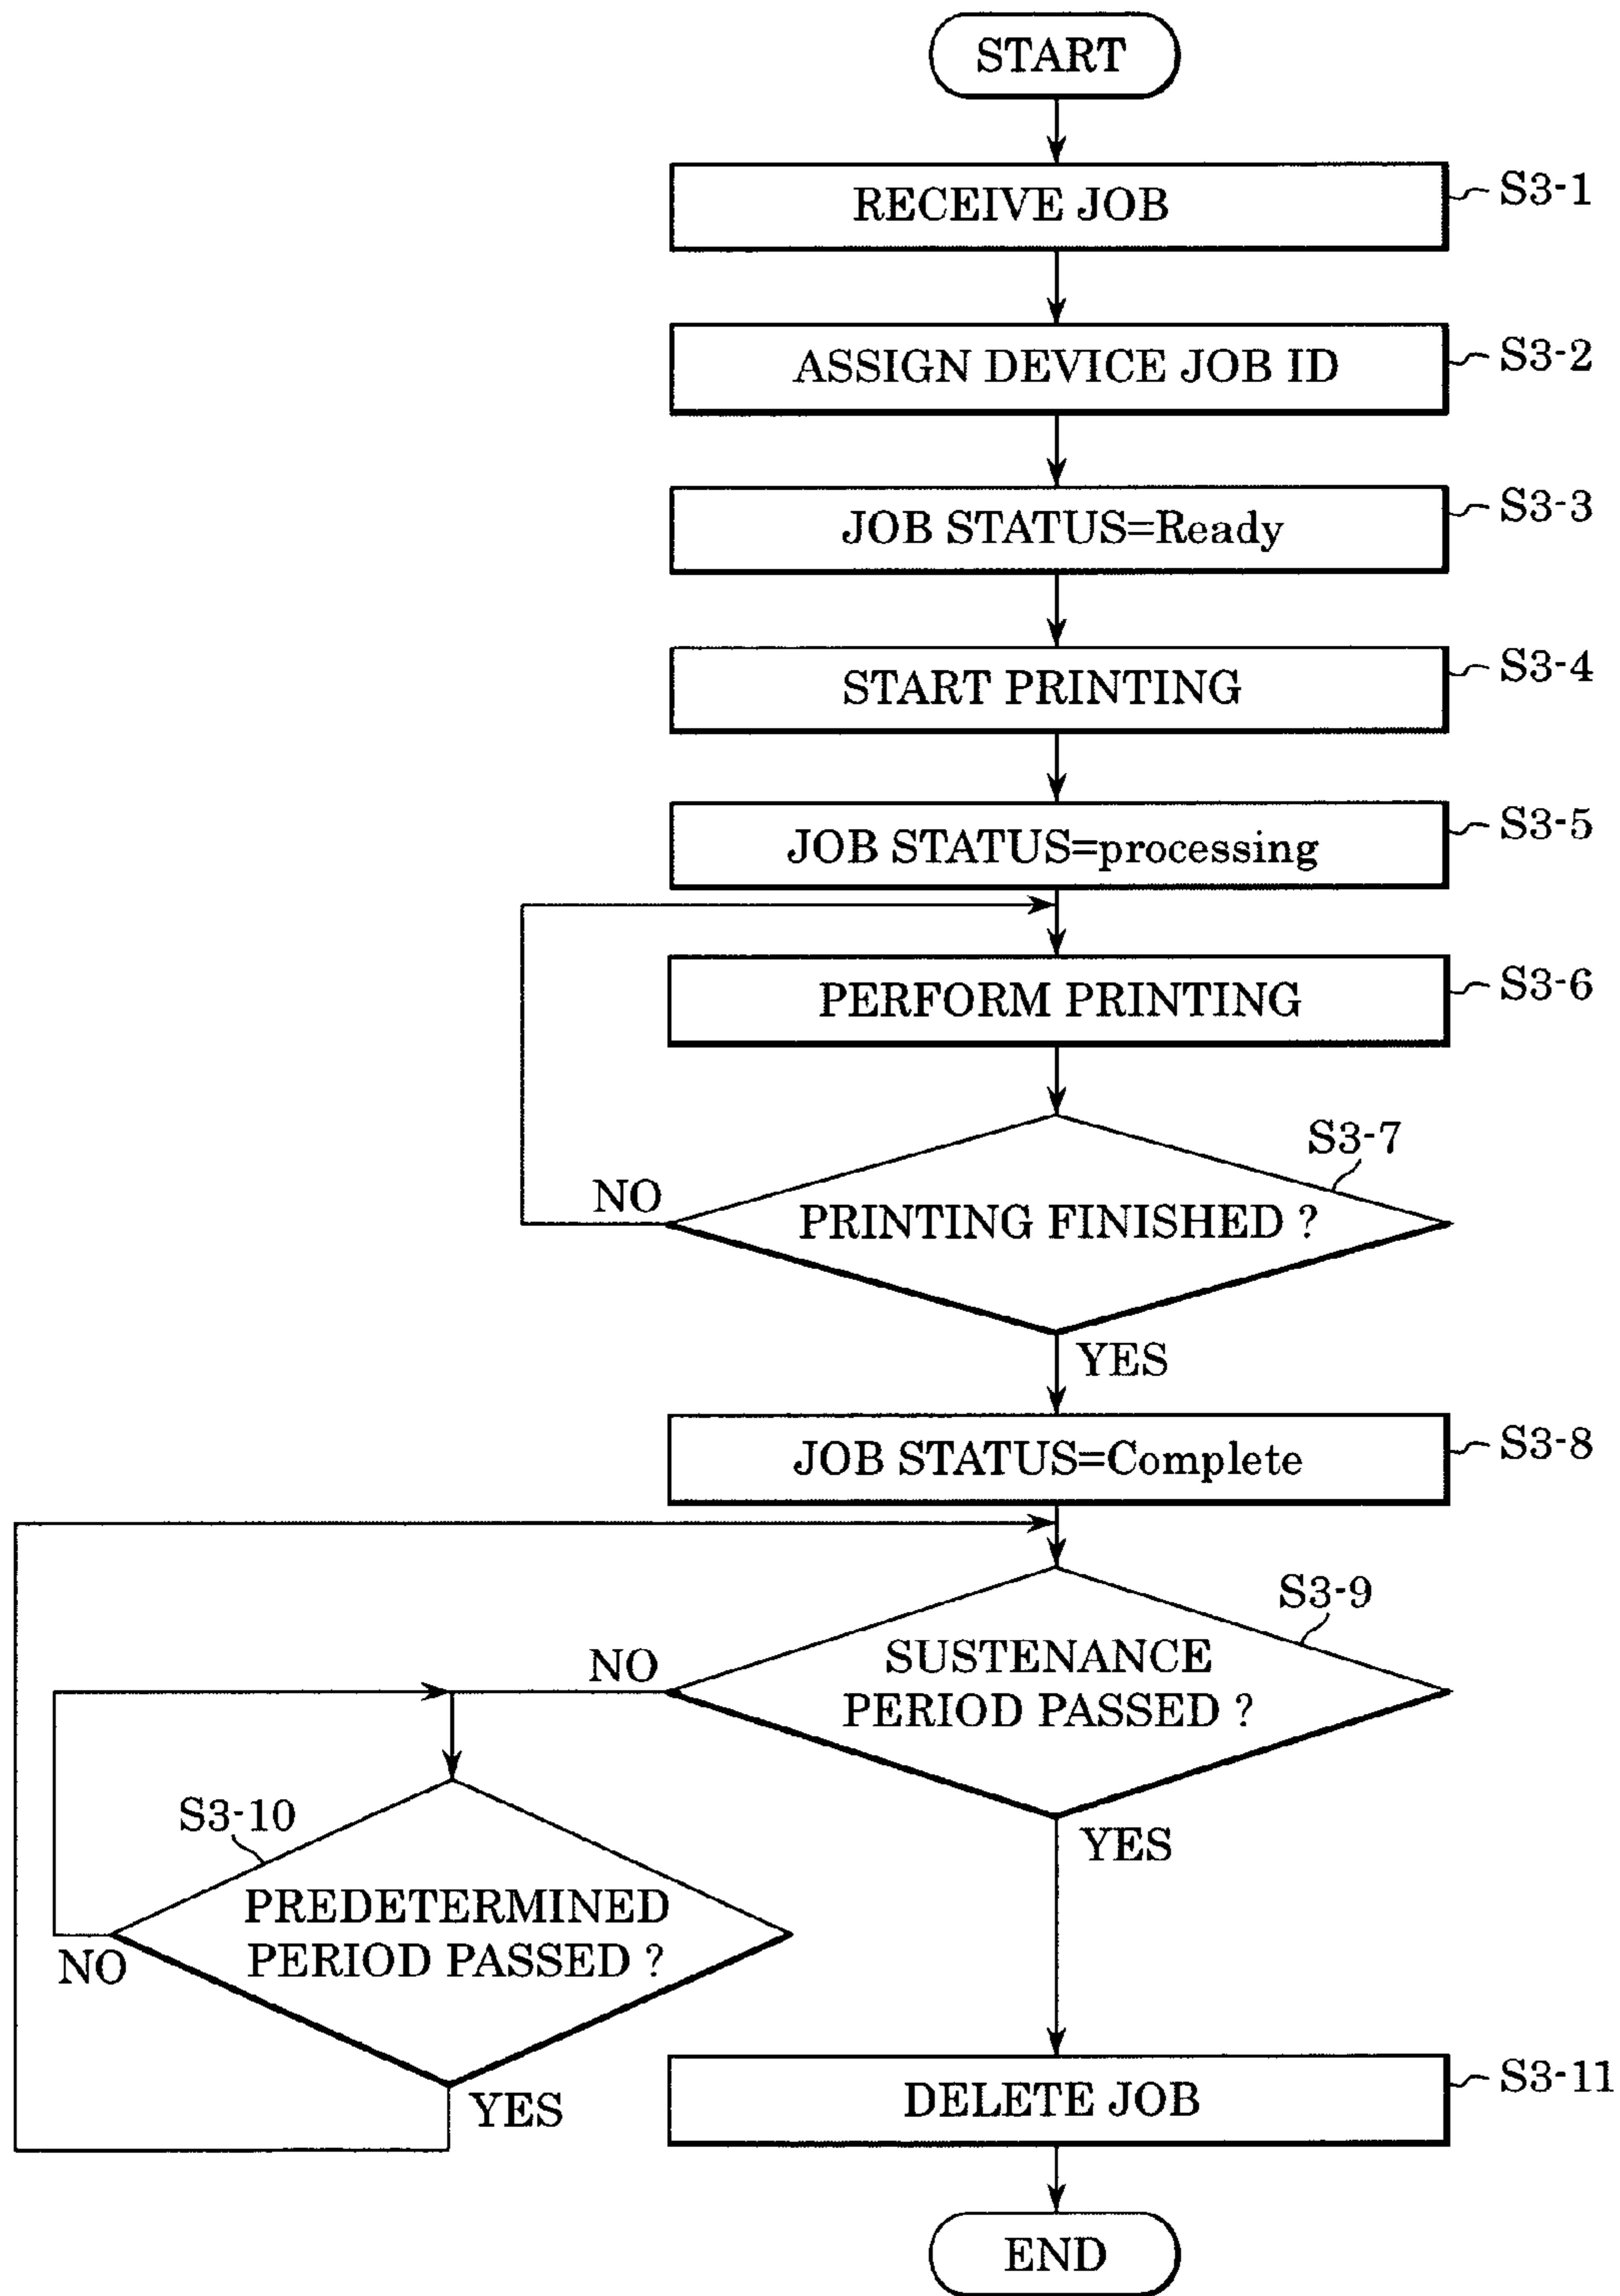 START
RECEIVE JOB
S3-1
ASSIGN DEVICE JOB ID
S3-2
JOB STATUS=Ready
S3-3
START PRINTING
S3-4
JOB STATUS=processing
S3-5
PERFORM PRINTING
S3-6
S3-7
NO
PRINTING FINISHED ?
YES
JOB STATUS=Complete
S3-8
S3-9
NO
SUSTENANCE
PERIOD PASSED ?
YES
S3-10
PREDETERMINED
PERIOD PASSED ?
NO
YES
DELETE JOB
S3-11
END